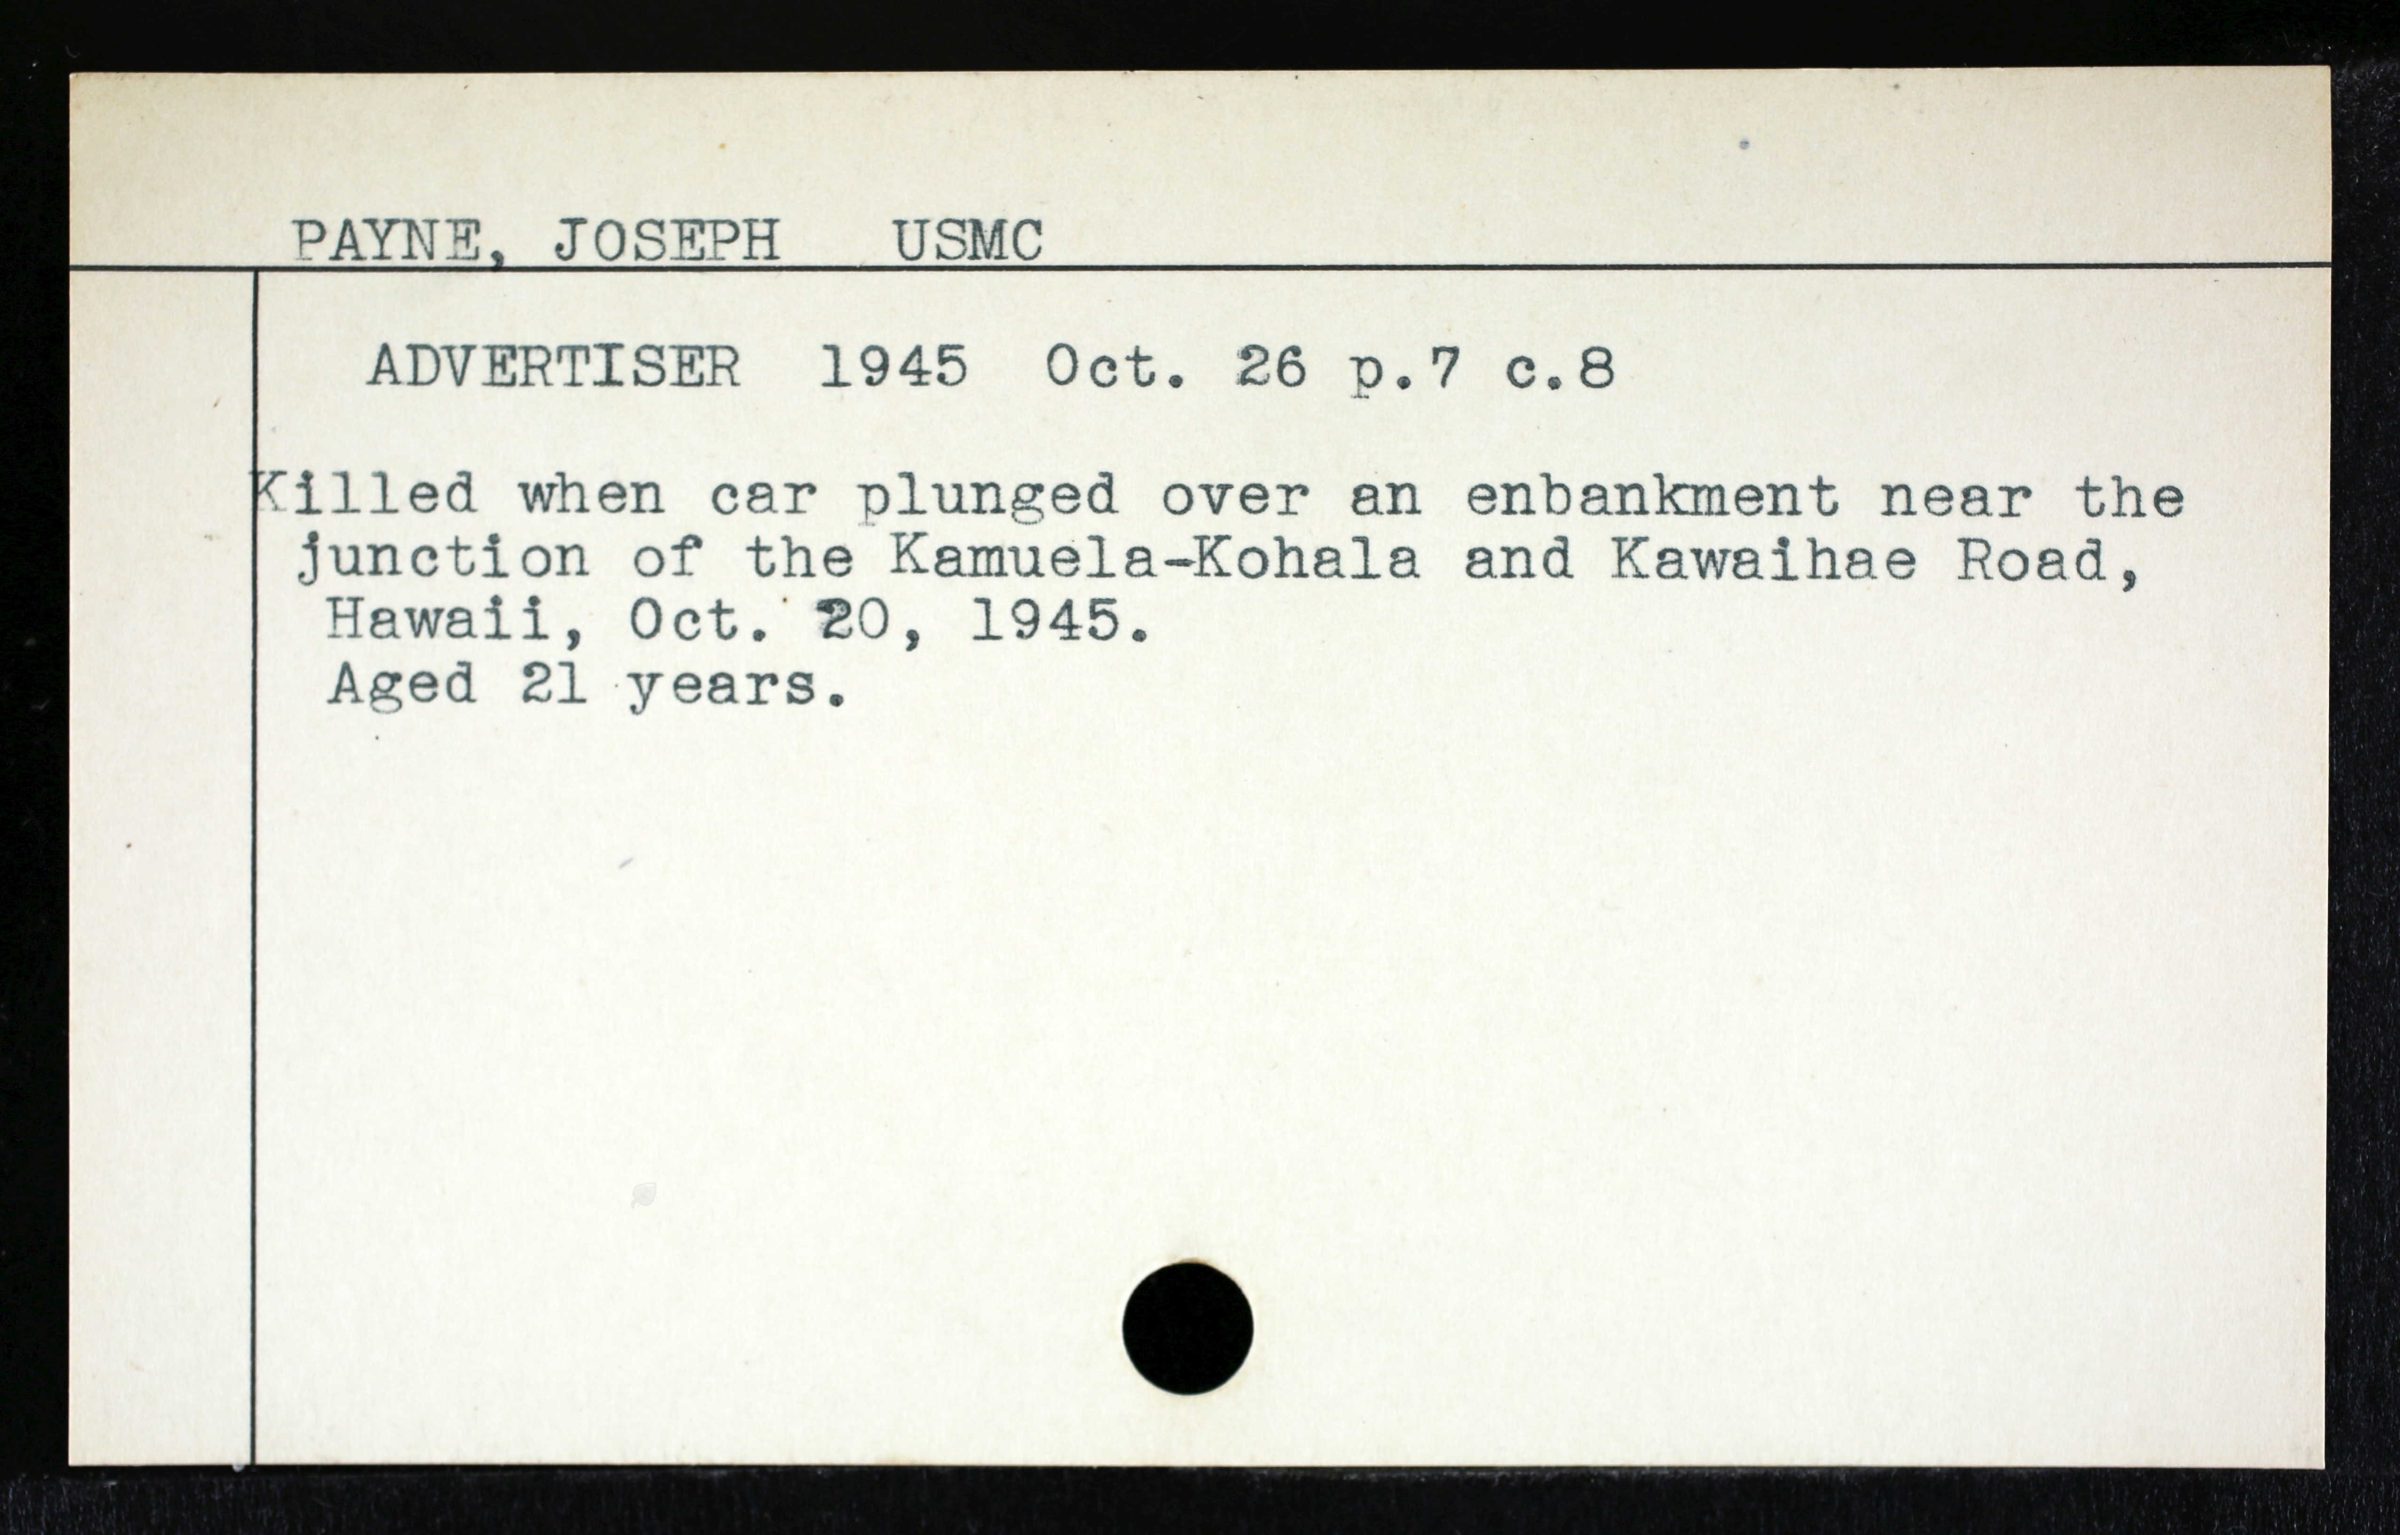 PAYNE, JOSEPH USMC
ADVERTISER 1945 Oct. 26 p.7 c.8
Killed when car plunged over an enbankment near the
junction of the Kamuela-Kohala and Kawaihae Road,
Hawaii, Oct. 20, 1945.
Aged 21 years.